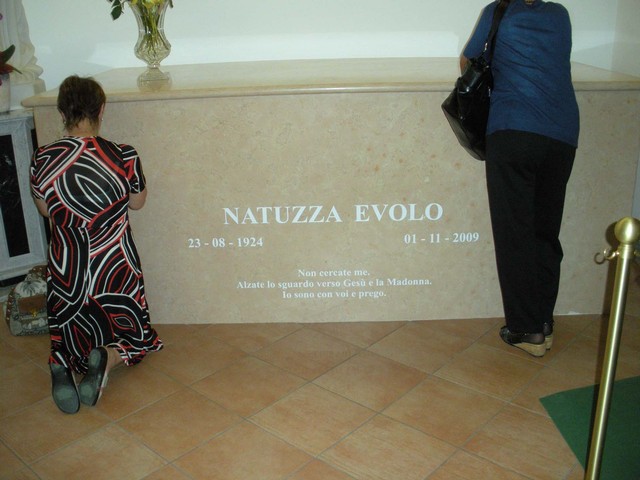 NATUZZA EVOLO
23 - 08 - 1924 01 - 11 - 2009
Non cercate me.
Alzate lo sguardo verso Gesù e la Madonna.
Io sono con voi e prego.